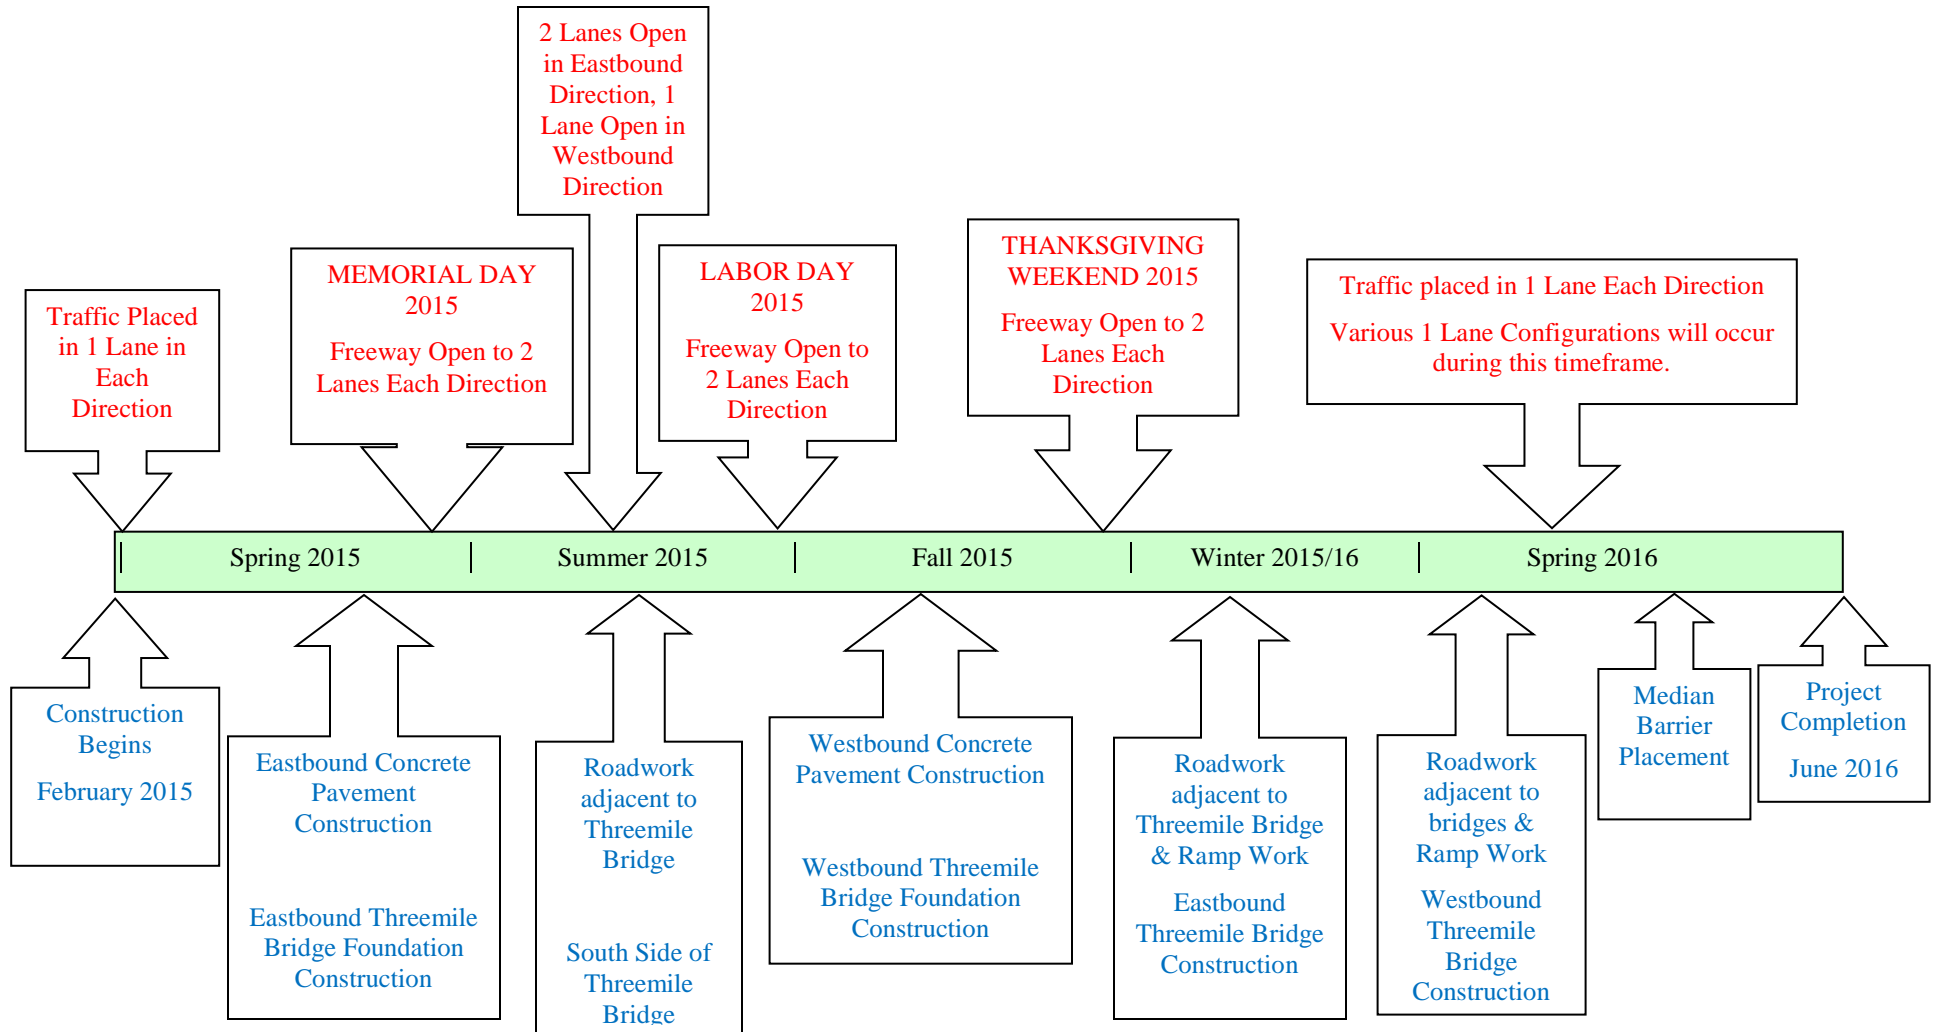 2 Lanes Open
in Eastbound
Direction, 1
Lane Open in
Westbound
Direction
Traffic Placed
in 1 Lane in
Each
Direction
MEMORIAL DAY
2015
Freeway Open to 2
Lanes Each Direction
LABOR DAY
2015
Freeway Open to
2 Lanes Each
Direction
THANKSGIVING
WEEKEND 2015
Freeway Open to 2
Lanes Each
Direction
Traffic placed in 1 Lane Each Direction
Various 1 Lane Configurations will occur
during this timeframe.
Spring 2015
Summer 2015
Fall 2015
Winter 2015/16
Spring 2016
Construction
Begins
February 2015
Eastbound Concrete
Pavement
Construction
Eastbound Threemile
Bridge Foundation
Construction
Roadwork
adjacent to
Threemile
Bridge
South Side of
Threemile
Bridge
Westbound Concrete
Pavement Construction
Westbound Threemile
Bridge Foundation
Construction
Roadwork
adjacent to
Threemile Bridge
& Ramp Work
Eastbound
Threemile Bridge
Construction
Roadwork
adjacent to
bridges &
Ramp Work
Westbound
Threemile
Bridge
Construction
Median
Barrier
Placement
Project
Completion
June 2016